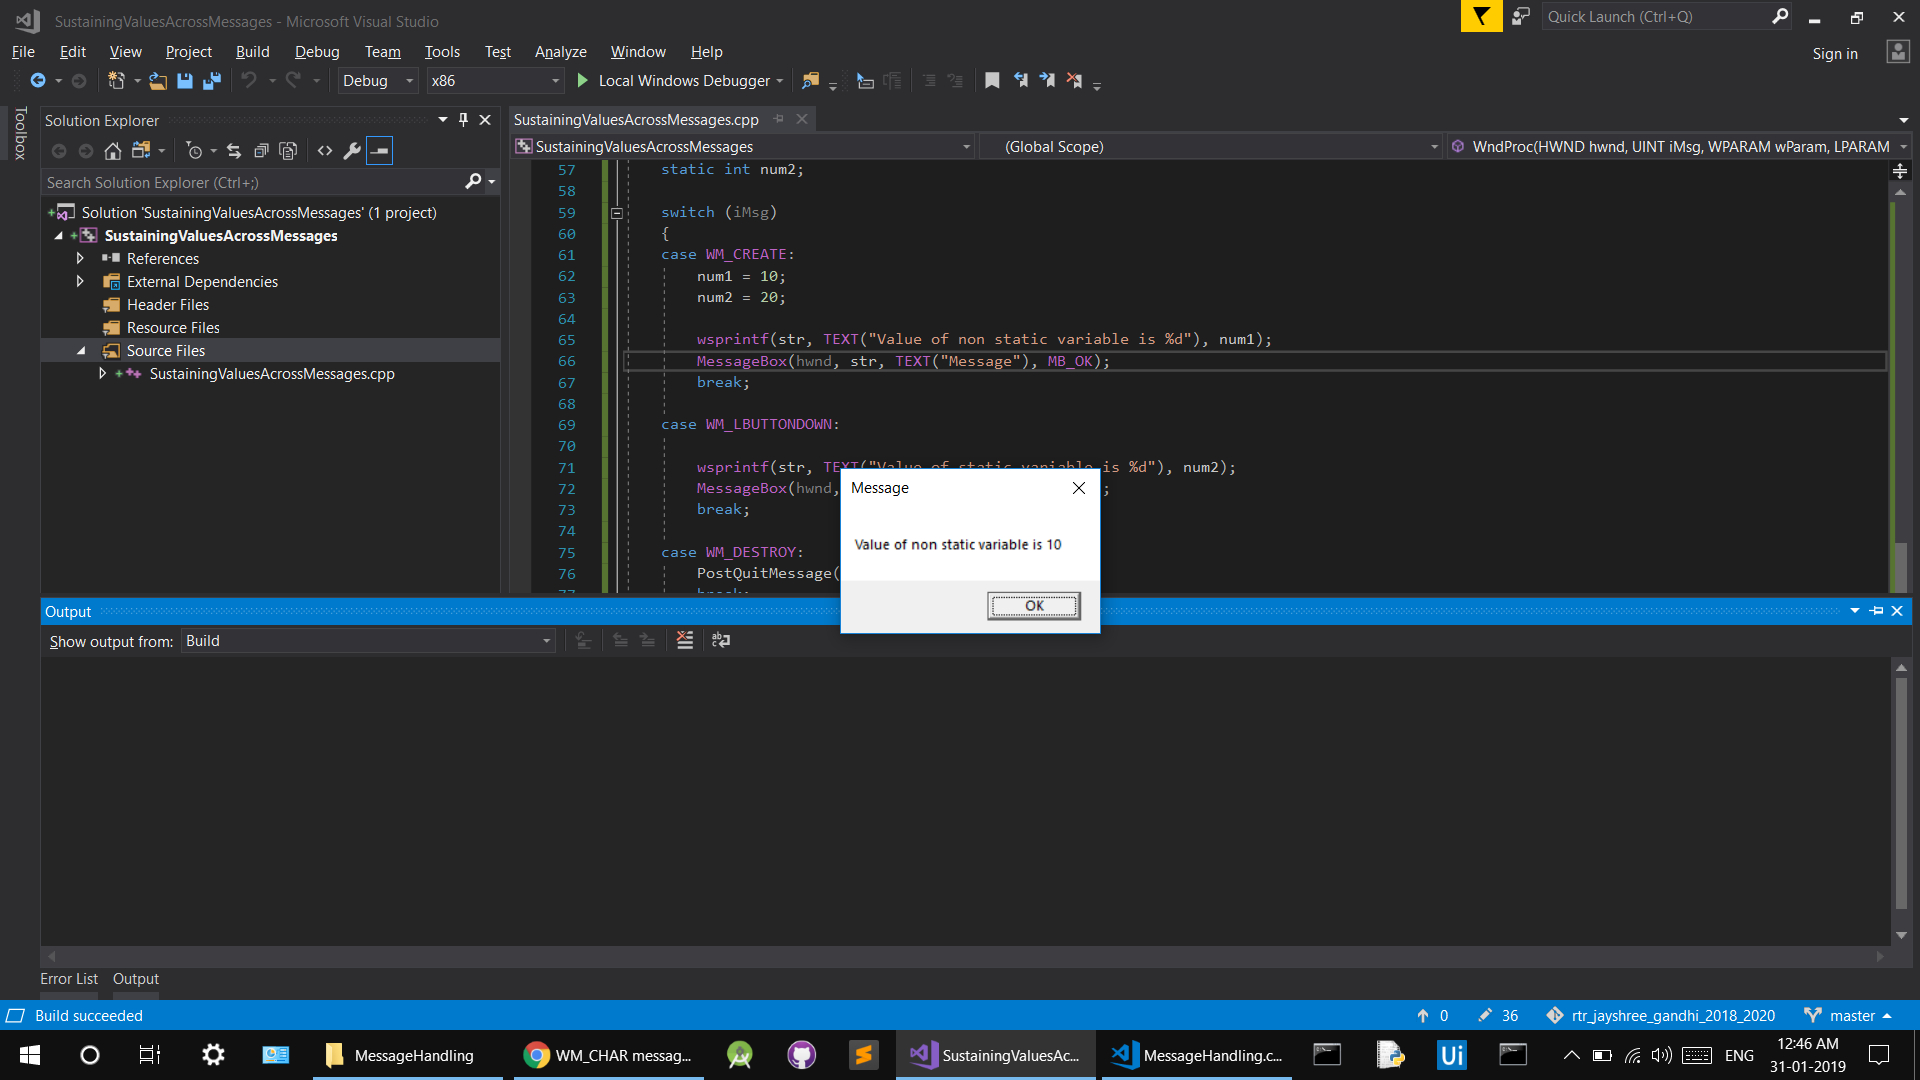 SustainingValuesAcrossMessages - Microsoft Visual Studio
Quick Launch (Ctrl+Q)
File Edit View Project Build Debug Team Tools Test Analyze Window Help
Sign in
Debug x86 Local Windows Debugger
Toolbox
Solution Explorer
Search Solution Explorer (Ctrl+;)
Solution 'SustainingValuesAcrossMessages' (1 project)
SustainingValuesAcrossMessages
References
External Dependencies
Header Files
Resource Files
Source Files
SustainingValuesAcrossMessages.cpp
SustainingValuesAcrossMessages.cpp
SustainingValuesAcrossMessages (Global Scope) WndProc(HWND hwnd, UINT iMsg, WPARAM wParam, LPARAM
57 static int num2;
58
59 switch (iMsg)
60 {
61 case WM_CREATE:
62 num1 = 10;
63 num2 = 20;
64
65 wsprintf(str, TEXT("Value of non static variable is %d"), num1);
66 MessageBox(hwnd, str, TEXT("Message"), MB_OK);
67 break;
68
69 case WM_LBUTTONDOWN:
70
71 wsprintf(str, TEXT("Value of static variable is %d"), num2);
72 MessageBox(hwnd, ;
73 break;
74
75 case WM_DESTROY:
76 PostQuitMessage(
77 break;
Message
Value of non static variable is 10
OK
Output
Show output from: Build
Error List Output
Build succeeded
0 36 rtr_jayshree_gandhi_2018_2020 master
MessageHandling
WM_CHAR messag...
SustainingValuesAc...
MessageHandling.c...
Ui
ENG
12:46 AM
31-01-2019